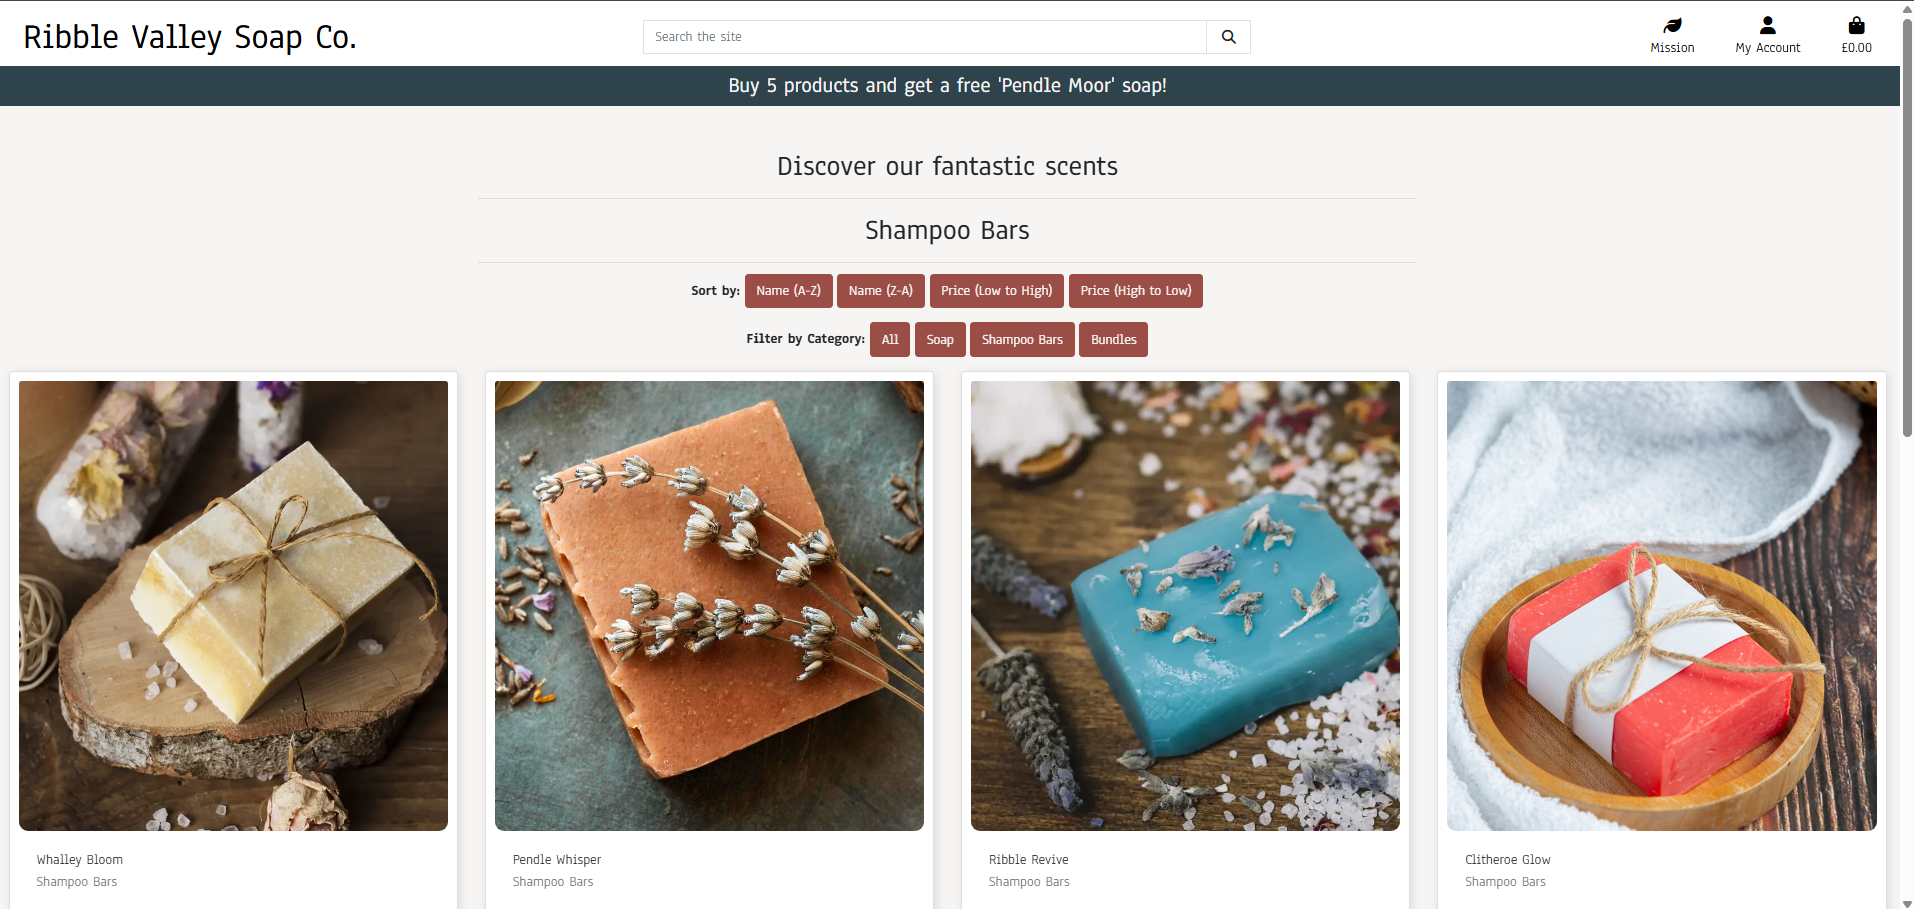 Ribble Valley Soap Co.
Search the site
Mission
My Account
£0.00
Buy 5 products and get a free 'Pendle Moor' soap!
Discover our fantastic scents
Shampoo Bars
Sort by: Name (A-Z) Name (Z-A) Price (Low to High) Price (High to Low)
Filter by Category: All Soap Shampoo Bars Bundles
Whalley Bloom
Shampoo Bars
Pendle Whisper
Shampoo Bars
Ribble Revive
Shampoo Bars
Clitheroe Glow
Shampoo Bars